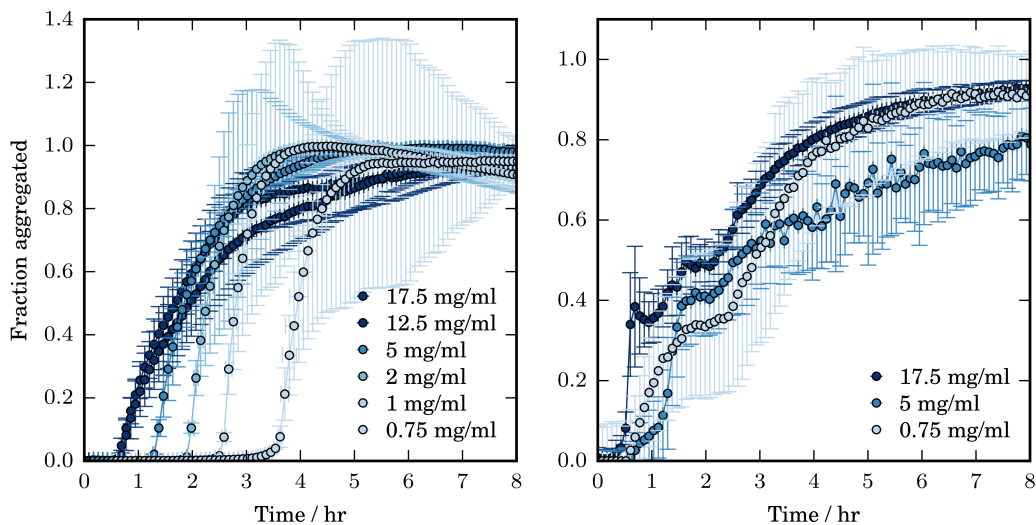 1.4
1.2
1.0
0.8
0.6
0.4
0.2
0.0
Fraction aggregated
17.5 mg/ml
12.5 mg/ml
5 mg/ml
2 mg/ml
1 mg/ml
0.75 mg/ml
0 1 2 3 4 5 6 7 8
Time / hr
1.0
0.8
0.6
0.4
0.2
0.0
17.5 mg/ml
5 mg/ml
0.75 mg/ml
0 1 2 3 4 5 6 7 8
Time / hr